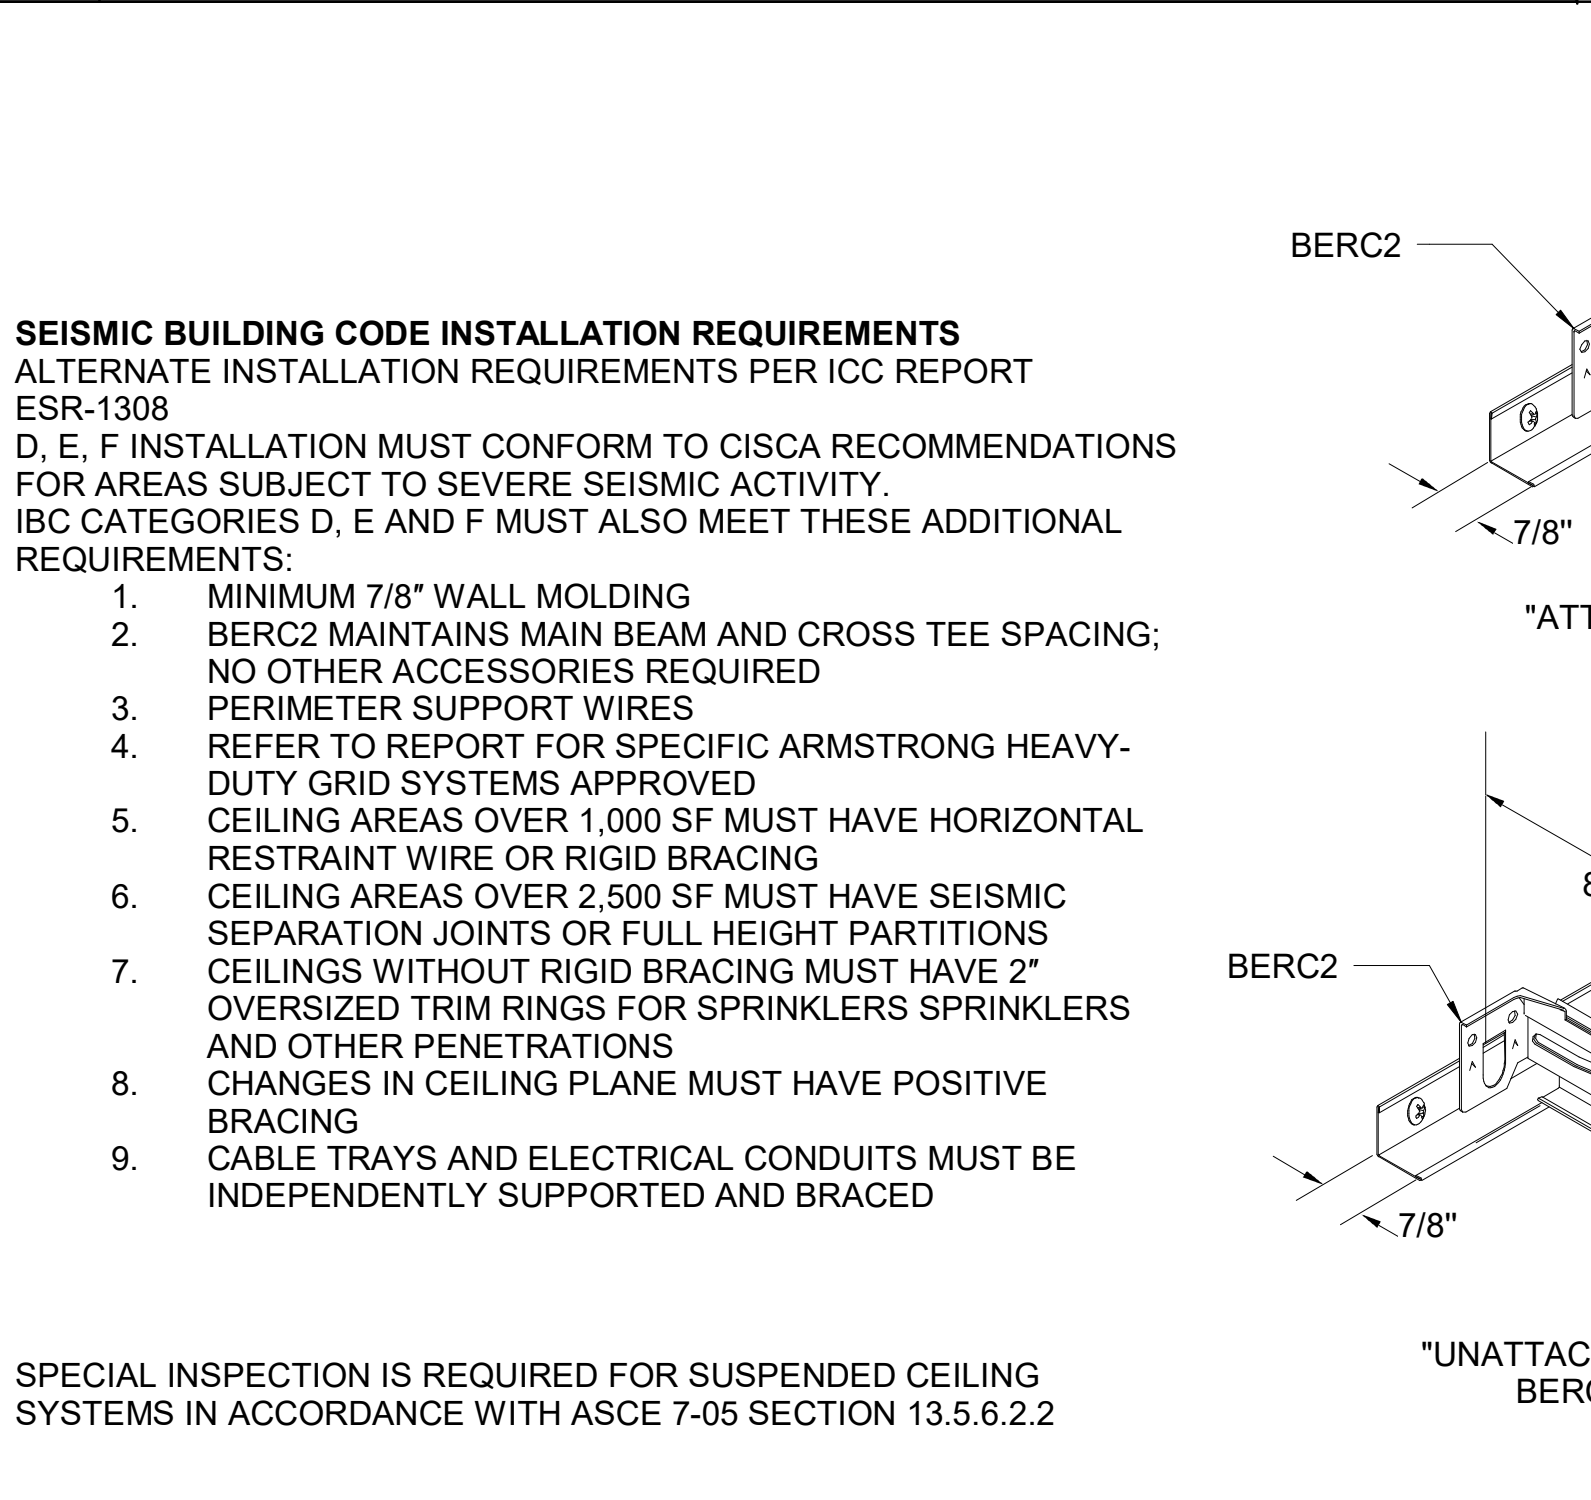 SEISMIC BUILDING CODE INSTALLATION REQUIREMENTS
ALTERNATE INSTALLATION REQUIREMENTS PER ICC REPORT
ESR-1308
D, E, F INSTALLATION MUST CONFORM TO CISCA RECOMMENDATIONS
FOR AREAS SUBJECT TO SEVERE SEISMIC ACTIVITY.
IBC CATEGORIES D, E AND F MUST ALSO MEET THESE ADDITIONAL
REQUIREMENTS:
1. MINIMUM 7/8″ WALL MOLDING
2. BERC2 MAINTAINS MAIN BEAM AND CROSS TEE SPACING;
NO OTHER ACCESSORIES REQUIRED
3. PERIMETER SUPPORT WIRES
4. REFER TO REPORT FOR SPECIFIC ARMSTRONG HEAVY-
DUTY GRID SYSTEMS APPROVED
5. CEILING AREAS OVER 1,000 SF MUST HAVE HORIZONTAL
RESTRAINT WIRE OR RIGID BRACING
6. CEILING AREAS OVER 2,500 SF MUST HAVE SEISMIC
SEPARATION JOINTS OR FULL HEIGHT PARTITIONS
7. CEILINGS WITHOUT RIGID BRACING MUST HAVE 2″
OVERSIZED TRIM RINGS FOR SPRINKLERS SPRINKLERS
AND OTHER PENETRATIONS
8. CHANGES IN CEILING PLANE MUST HAVE POSITIVE
BRACING
9. CABLE TRAYS AND ELECTRICAL CONDUITS MUST BE
INDEPENDENTLY SUPPORTED AND BRACED
SPECIAL INSPECTION IS REQUIRED FOR SUSPENDED CEILING
SYSTEMS IN ACCORDANCE WITH ASCE 7-05 SECTION 13.5.6.2.2
BERC2
7/8"
"ATT
BERC2
7/8"
"UNATTAC
BERC